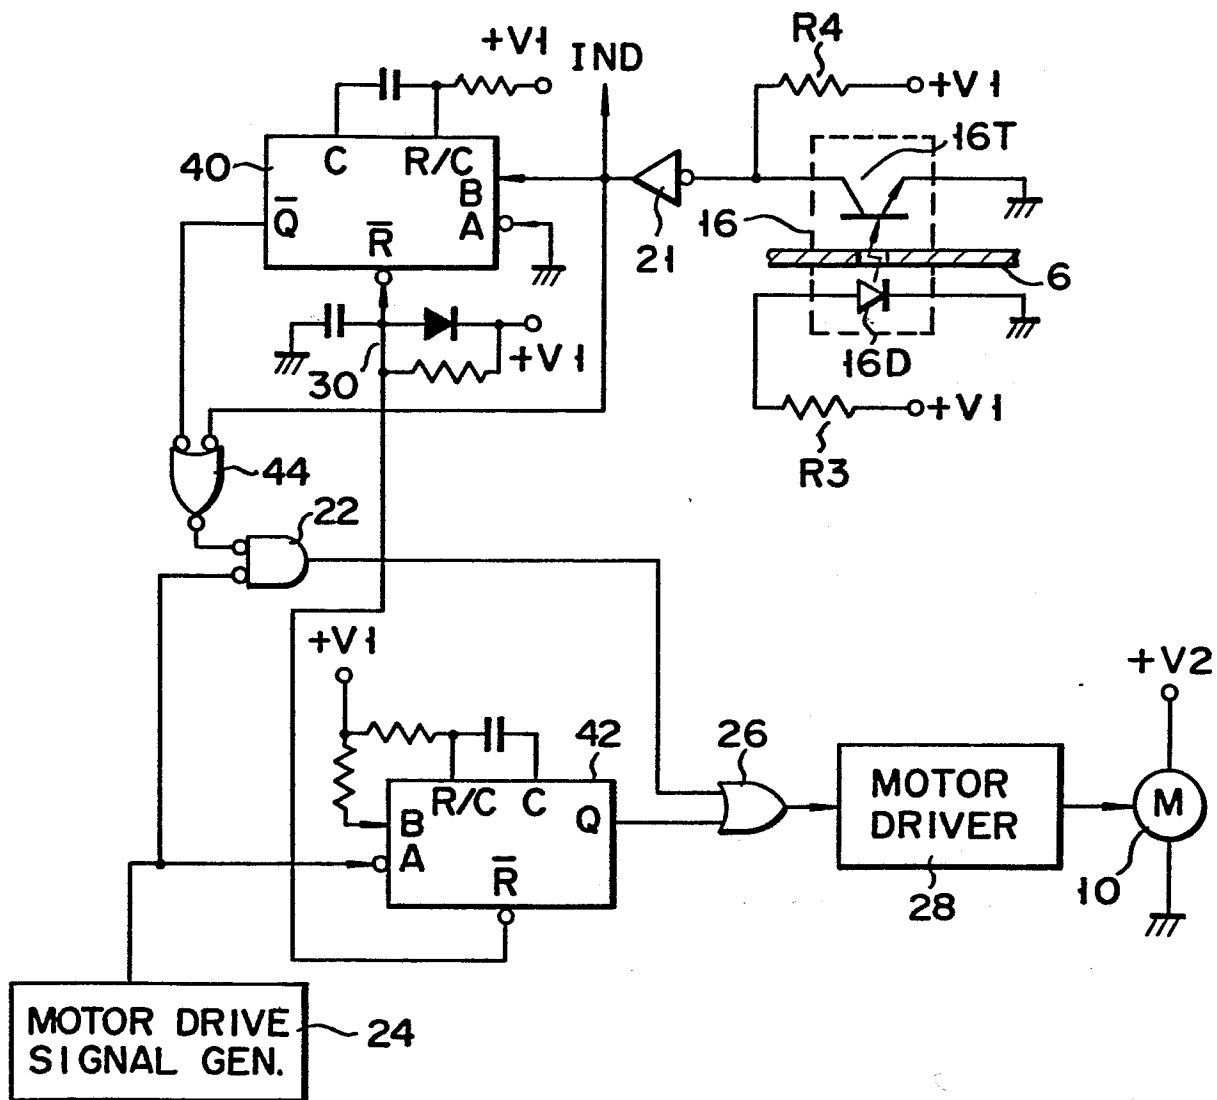 +V1
IND
R4
+V1
16T
40
C
R/C
B
A
Q̅
R̅
21
16
6
16D
+V1
30
+V1
R3
44
22
+V1
42
26
+V2
R/C
C
B
A
Q
R̅
MOTOR
DRIVER
M
28
10
MOTOR DRIVE
SIGNAL GEN.
24